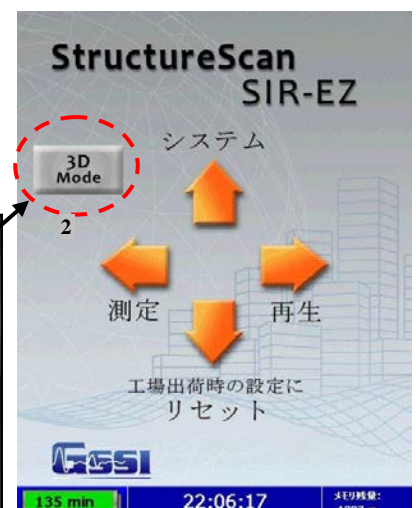 StructureScan
SIR-EZ
システム
3D
Mode
2
測定
再生
工場出荷時の設定に
リセット
GSSI
135 min
22:06:17
メモリ残量: